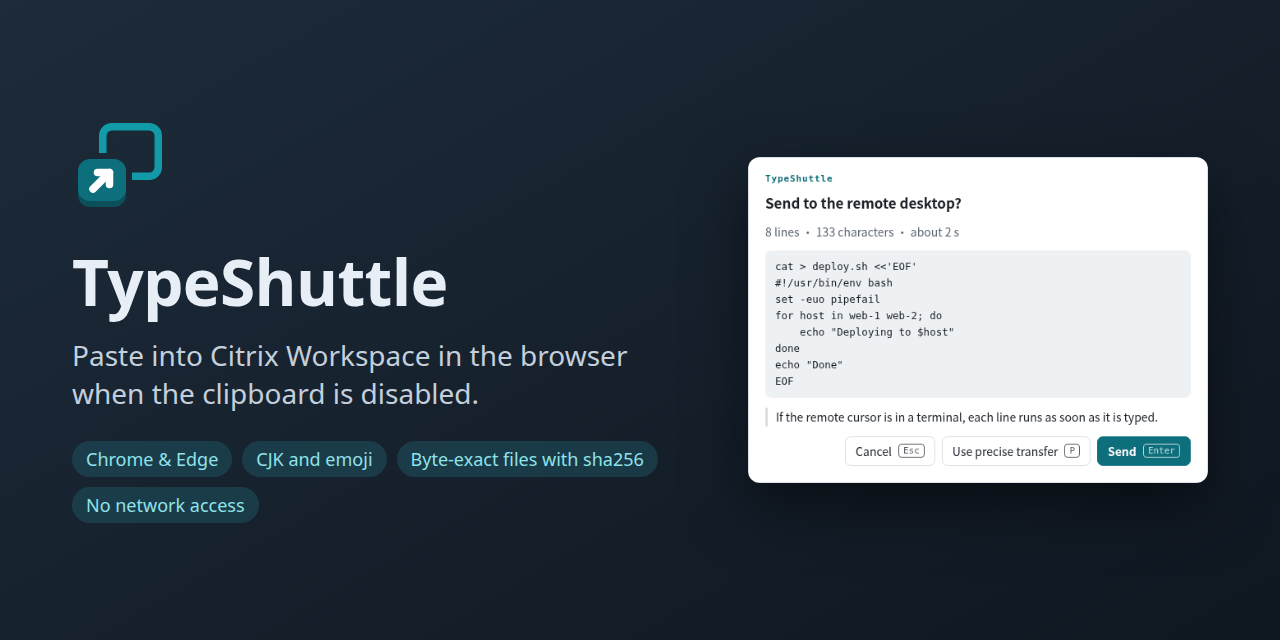 TypeShuttle
Paste into Citrix Workspace in the browser
when the clipboard is disabled.
Chrome & Edge
CJK and emoji
Byte-exact files with sha256
No network access
TypeShuttle
Send to the remote desktop?
8 lines • 133 characters • about 2 s
cat > deploy.sh <<'EOF'
#!/usr/bin/env bash
set -euo pipefail
for host in web-1 web-2; do
    echo "Deploying to $host"
done
echo "Done"
EOF
If the remote cursor is in a terminal, each line runs as soon as it is typed.
Cancel Esc
Use precise transfer P
Send Enter